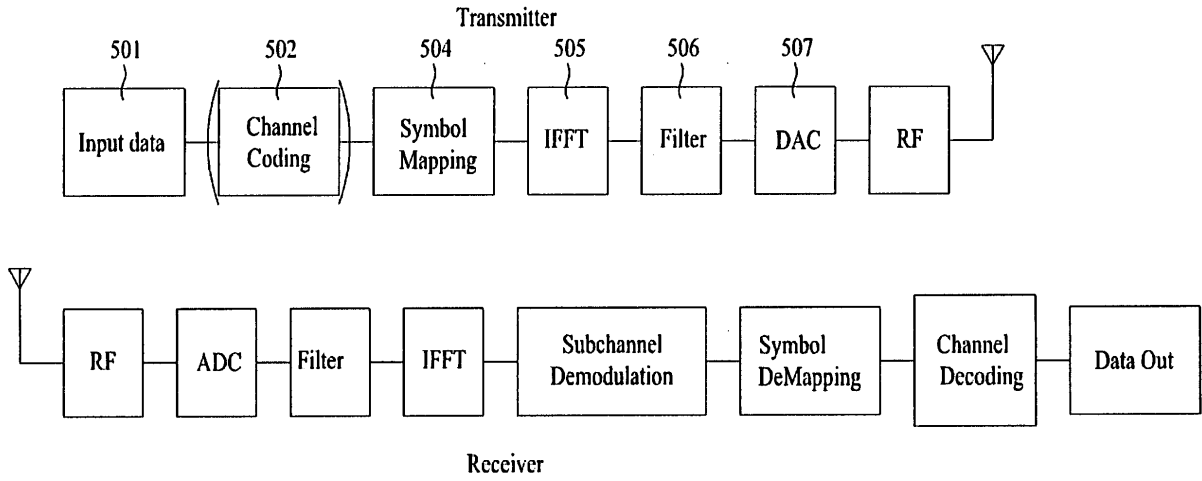 Transmitter
501
502
504
505
506
507
Input data
Channel
Coding
Symbol
Mapping
IFFT
Filter
DAC
RF
RF
ADC
Filter
IFFT
Subchannel
Demodulation
Symbol
DeMapping
Channel
Decoding
Data Out
Receiver